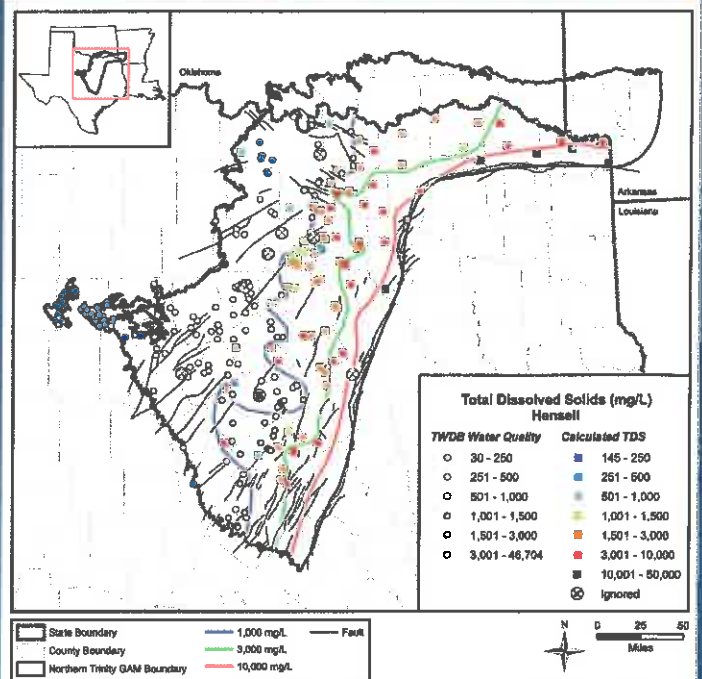 Oklahoma
Arkansas
Louisiana
Total Dissolved Solids (mg/L)
Hensell
TWDB Water Quality
30 - 250
251 - 500
501 - 1,000
1,001 - 1,500
1,501 - 3,000
3,001 - 46,704
Calculated TDS
145 - 250
251 - 500
501 - 1,000
1,001 - 1,500
1,501 - 3,000
3,001 - 10,000
10,001 - 50,000
Ignored
State Boundary
County Boundary
Northern Trinity GAM Boundary
1,000 mg/L
3,000 mg/L
10,000 mg/L
Fault
N
0 25 50
Miles